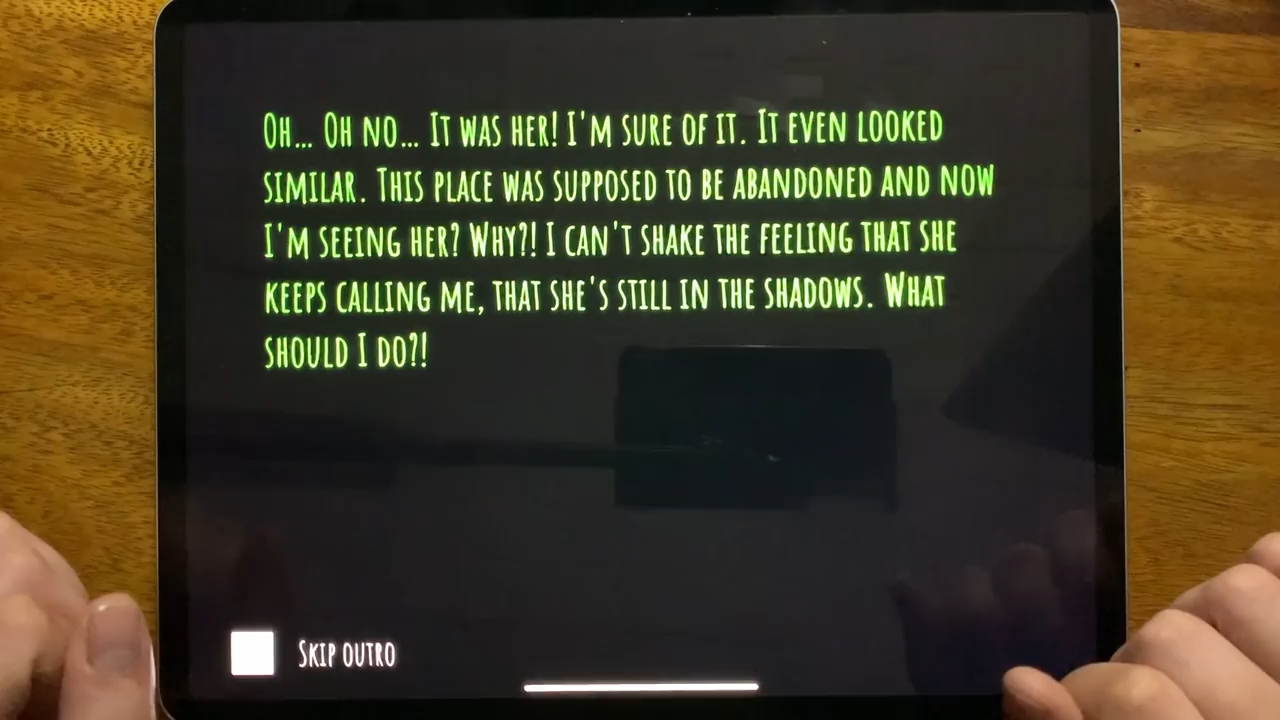 Oh... Oh no... It was her! I'm sure of it. It even looked
similar. This place was supposed to be abandoned and now
I'm seeing her? Why?! I can't shake the feeling that she
keeps calling me, that she's still in the shadows. What
should I do?!
Skip outro